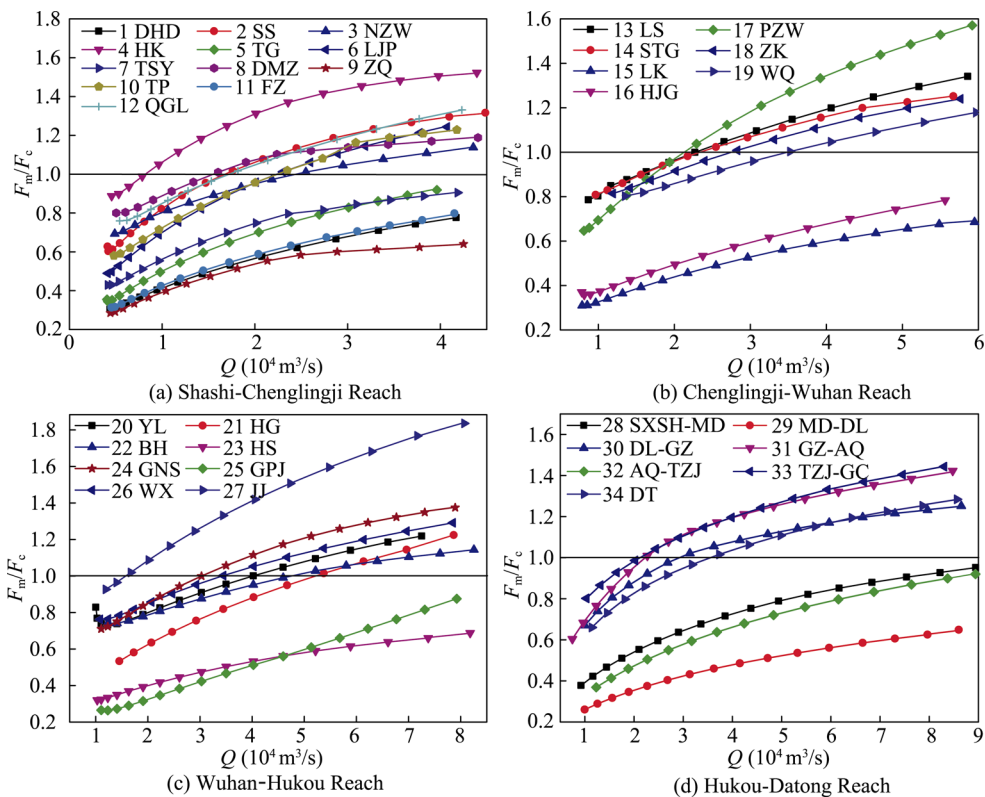 1 DHD 2 SS 3 NZW
4 HK 5 TG 6 LJP
7 TSY 8 DMZ 9 ZQ
10 TP 11 FZ
12 QGL
1.8
1.6
1.4
1.2
1.0
0.8
0.6
0.4
0.2
Fm/Fc
0 1 2 3 4
Q (10⁴ m³/s)
(a) Shashi-Chenglingji Reach
13 LS 17 PZW
14 STG 18 ZK
15 LK 19 WQ
16 HJG
1.6
1.4
1.2
1.0
0.8
0.6
0.4
0.2
Fm/Fc
1 2 3 4 5 6
Q (10⁴ m³/s)
(b) Chenglingji-Wuhan Reach
20 YL 21 HG
22 BH 23 HS
24 GNS 25 GPJ
26 WX 27 JJ
1.8
1.6
1.4
1.2
1.0
0.8
0.6
0.4
0.2
Fm/Fc
1 2 3 4 5 6 7 8
Q (10⁴ m³/s)
(c) Wuhan-Hukou Reach
28 SXSH-MD 29 MD-DL
30 DL-GZ 31 GZ-AQ
32 AQ-TZJ 33 TZJ-GC
34 DT
1.6
1.4
1.2
1.0
0.8
0.6
0.4
0.2
Fm/Fc
1 2 3 4 5 6 7 8 9
Q (10⁴ m³/s)
(d) Hukou-Datong Reach